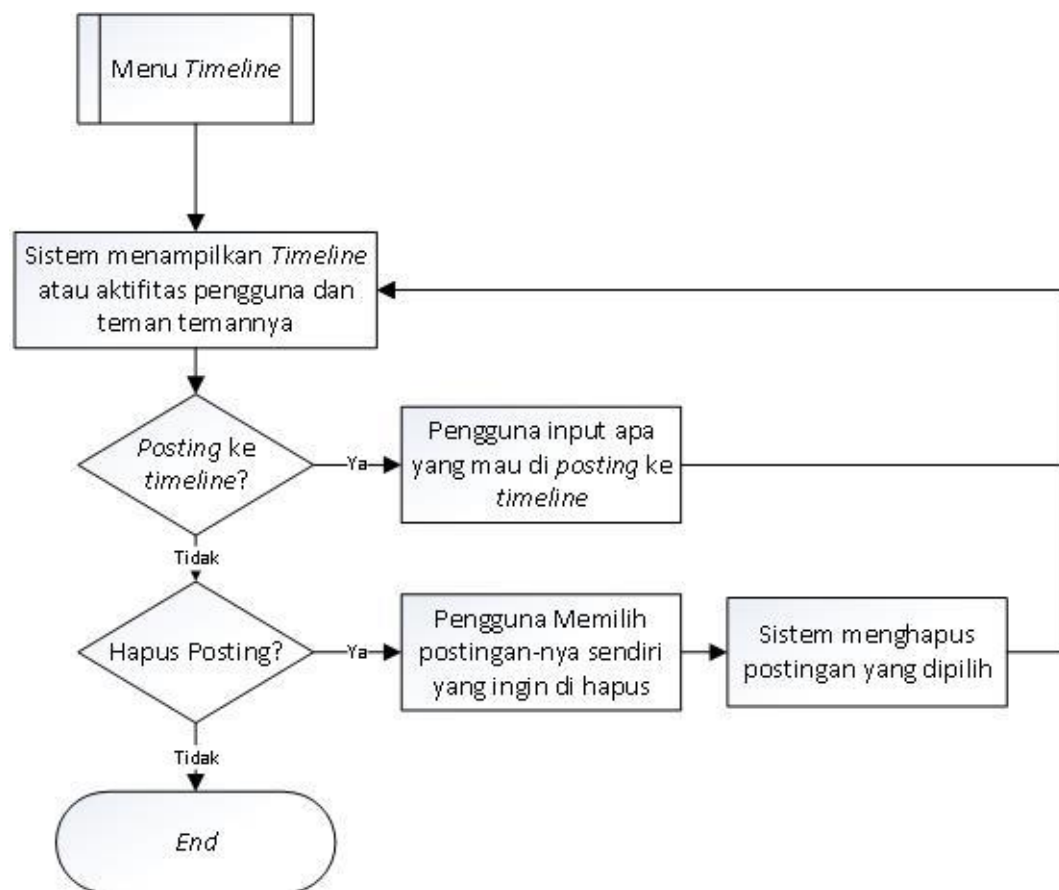 Menu Timeline
Sistem menampilkan Timeline
atau aktifitas pengguna dan
teman temannya
Posting ke
timeline?
Ya
Pengguna input apa
yang mau di posting ke
timeline
Tidak
Hapus Posting?
Ya
Pengguna Memilih
postingan-nya sendiri
yang ingin di hapus
Sistem menghapus
postingan yang dipilih
Tidak
End